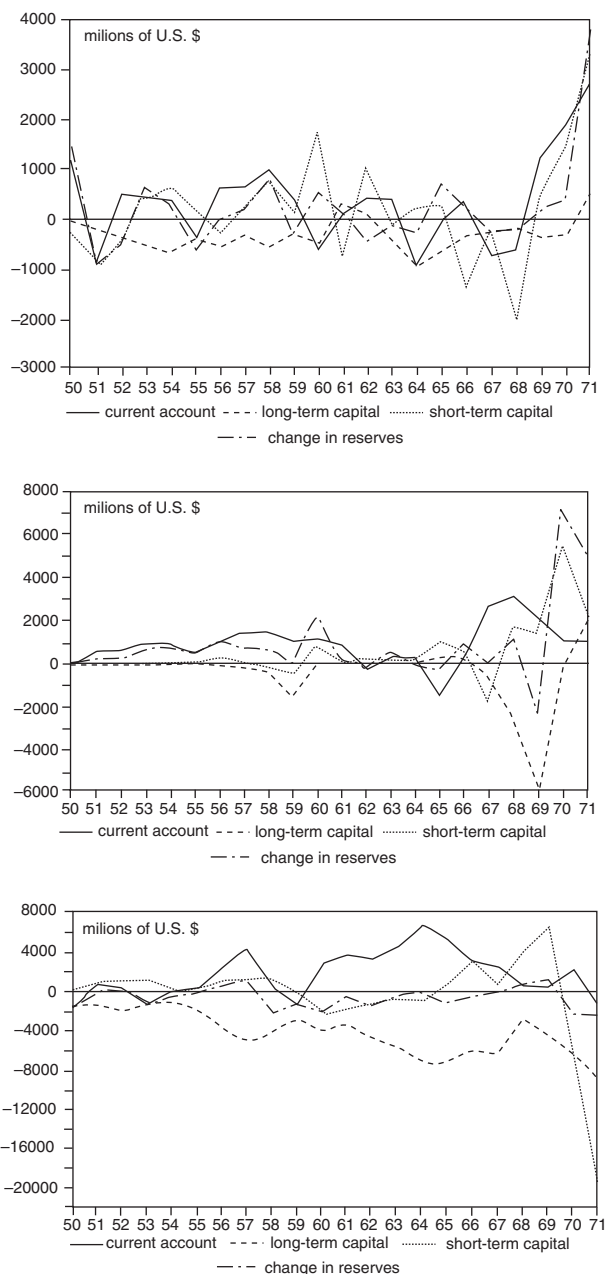 milions of U.S. $
4000
3000
2000
1000
0
−1000
−2000
−3000
50 51 52 53 54 55 56 57 58 59 60 61 62 63 64 65 66 67 68 69 70 71
current account long-term capital short-term capital
change in reserves
milions of U.S. $
8000
6000
4000
2000
0
−2000
−4000
−6000
50 51 52 53 54 55 56 57 58 59 60 61 62 63 64 65 66 67 68 69 70 71
current account long-term capital short-term capital
change in reserves
milions of U.S. $
8000
4000
0
−4000
−8000
−12000
−16000
−20000
50 51 52 53 54 55 56 57 58 59 60 61 62 63 64 65 66 67 68 69 70 71
current account long-term capital short-term capital
change in reserves